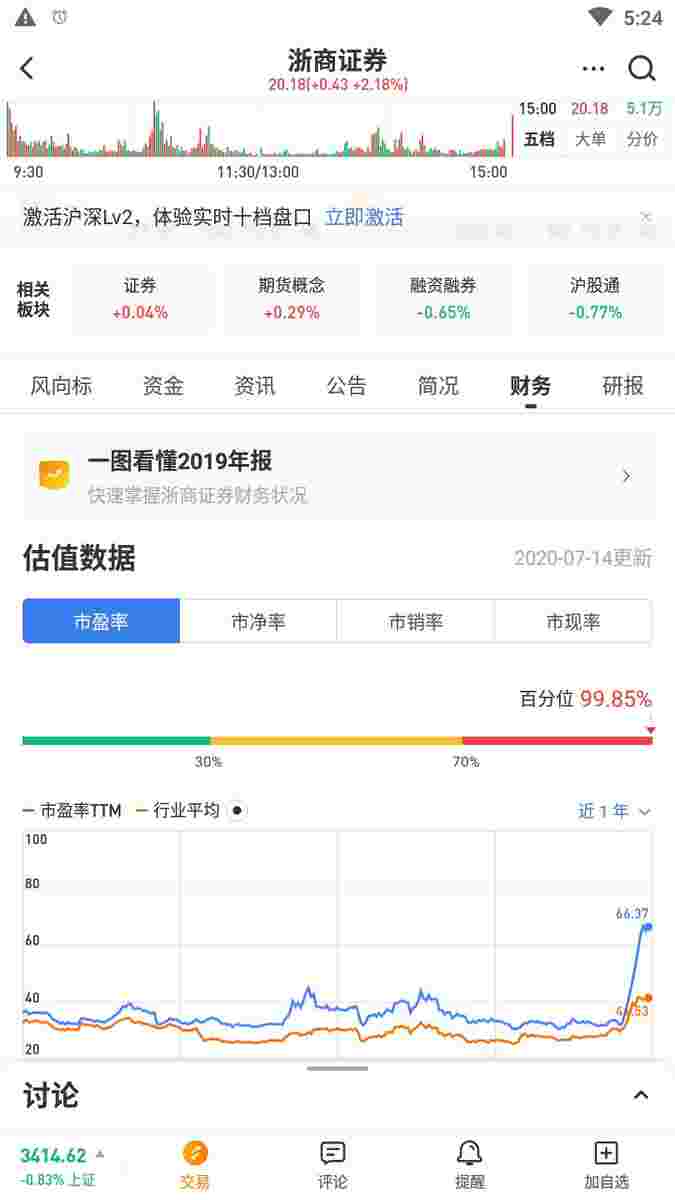 5:24
浙商证券
20.18(+0.43 +2.18%)
15:00 20.18 5.1万
五档 大单 分价
9:30 11:30/13:00 15:00
激活沪深Lv2，体验实时十档盘口 立即激活
相关板块
证券 期货概念 融资融券 沪股通
+0.04% +0.29% -0.65% -0.77%
风向标 资金 资讯 公告 简况 财务 研报
一图看懂2019年报
快速掌握浙商证券财务状况
估值数据 2020-07-14更新
市盈率 市净率 市销率 市现率
百分位 99.85%
30% 70%
市盈率TTM 行业平均 近1年
100
80
66.37
60
40
20
讨论
3414.62
-0.83% 上证
交易 评论 提醒 加自选